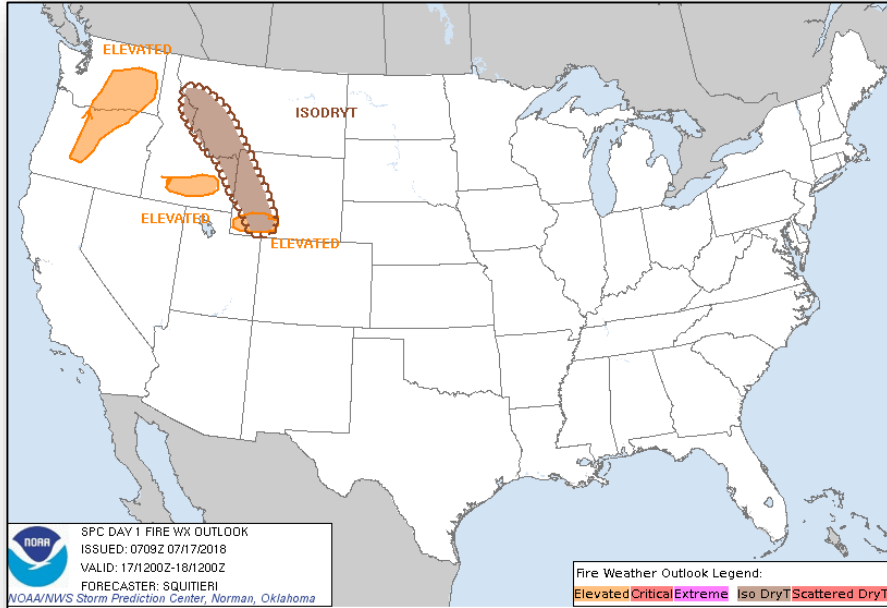 ELEVATED
ISODRYT
ELEVATED
ELEVATED
NOAA
SPC DAY 1 FIRE WX OUTLOOK
ISSUED: 0709Z 07/17/2018
VALID: 17/1200Z-18/1200Z
FORECASTER: SQUITIERI
NOAA/NWS Storm Prediction Center, Norman, Oklahoma
Fire Weather Outlook Legend:
Elevated Critical Extreme Iso DryT Scattered DryT